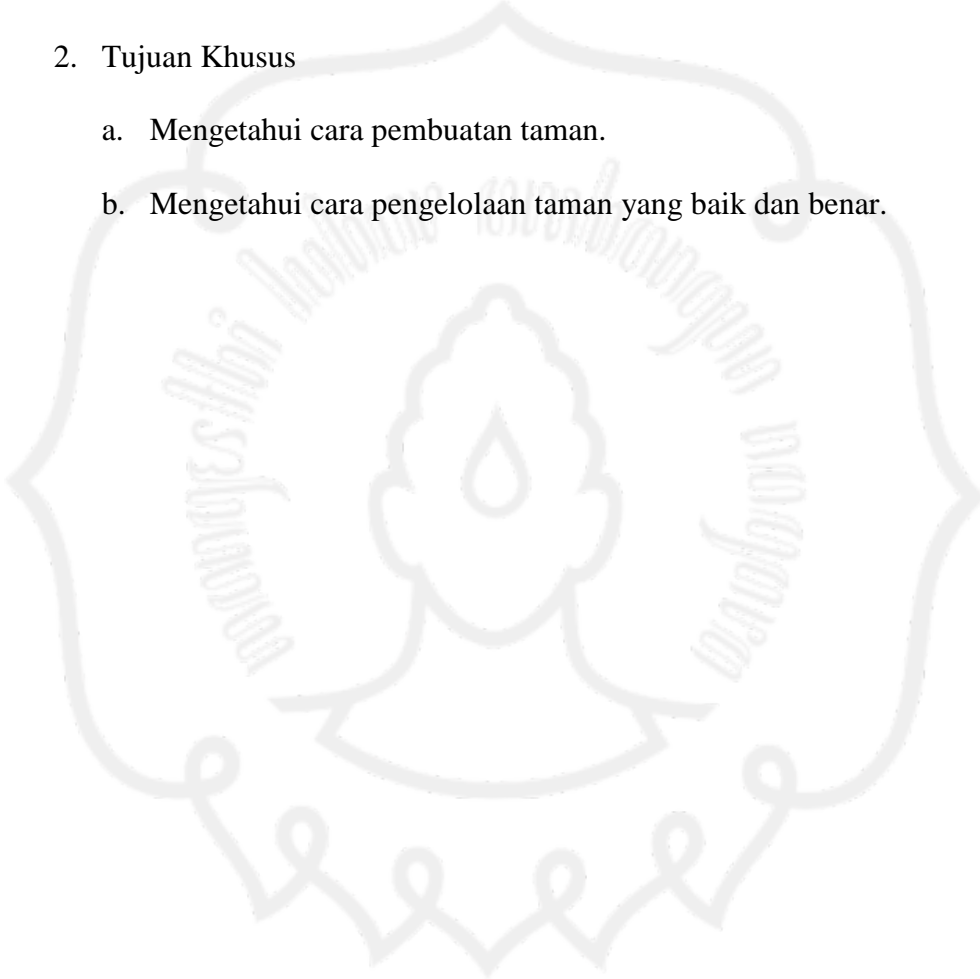 2. Tujuan Khusus
a. Mengetahui cara pembuatan taman.
b. Mengetahui cara pengelolaan taman yang baik dan benar.